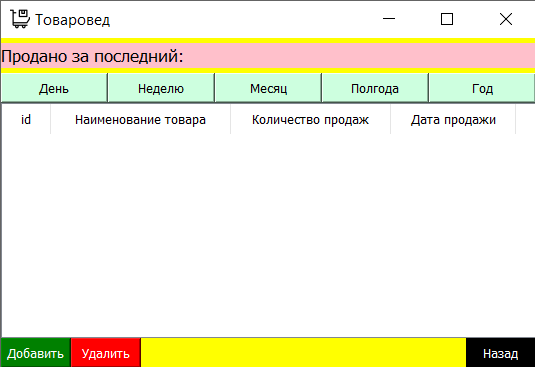 Товаровед
Продано за последний:
День Неделю Месяц Полгода Год
id Наименование товара Количество продаж Дата продажи
Добавить Удалить Назад